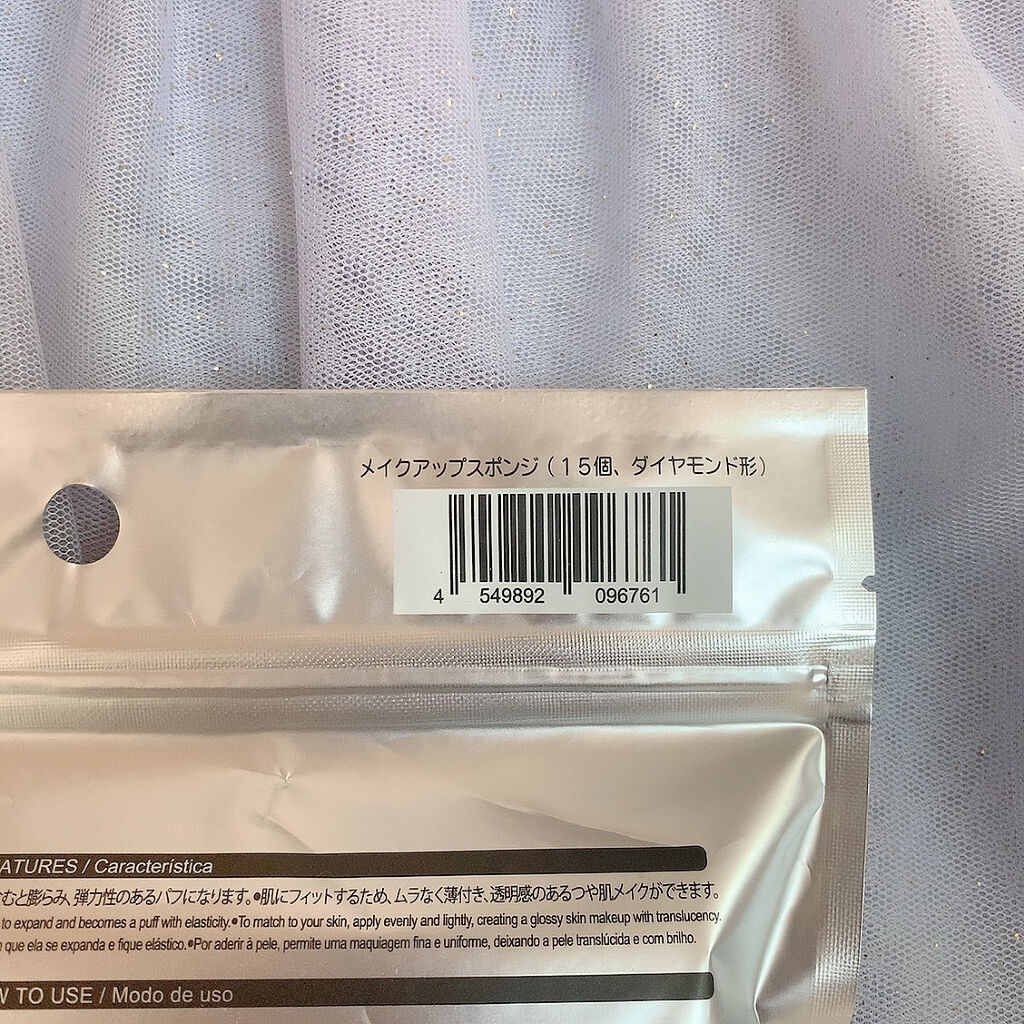 メイクアップスポンジ（１５個、ダイヤモンド形）
4 549892 096761
ATURES / Característica
むと膨らみ、弾力性のあるパフになります。●肌にフィットするため、ムラなく薄付き、透明感のあるつや肌メイクができます。
to expand and becomes a puff with elasticity.●To match to your skin, apply evenly and lightly, creating a glossy skin makeup with translucency.
que ela se expanda e fique elástico.●Por aderir à pele, permite uma maquiagem fina e uniforme, deixando a pele translúcida e com brilho.
W TO USE / Modo de uso